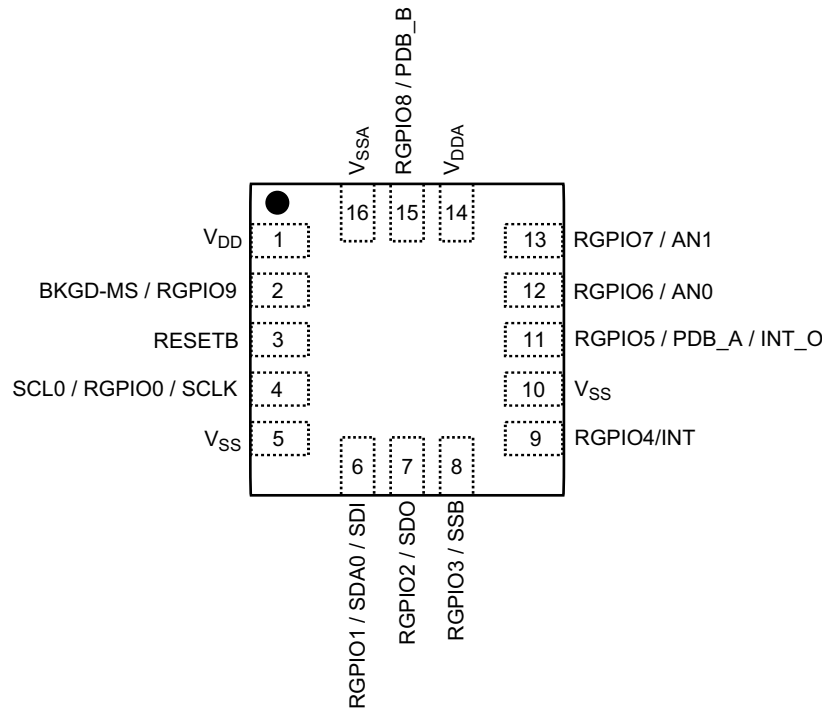 RGPIO8 / PDB_B
VSSA
VDDA
16
15
14
VDD
1
13
RGPIO7 / AN1
BKGD-MS / RGPIO9
2
12
RGPIO6 / AN0
RESETB
3
11
RGPIO5 / PDB_A / INT_O
SCL0 / RGPIO0 / SCLK
4
10
VSS
VSS
5
9
RGPIO4/INT
6
7
8
RGPIO1 / SDA0 / SDI
RGPIO2 / SDO
RGPIO3 / SSB